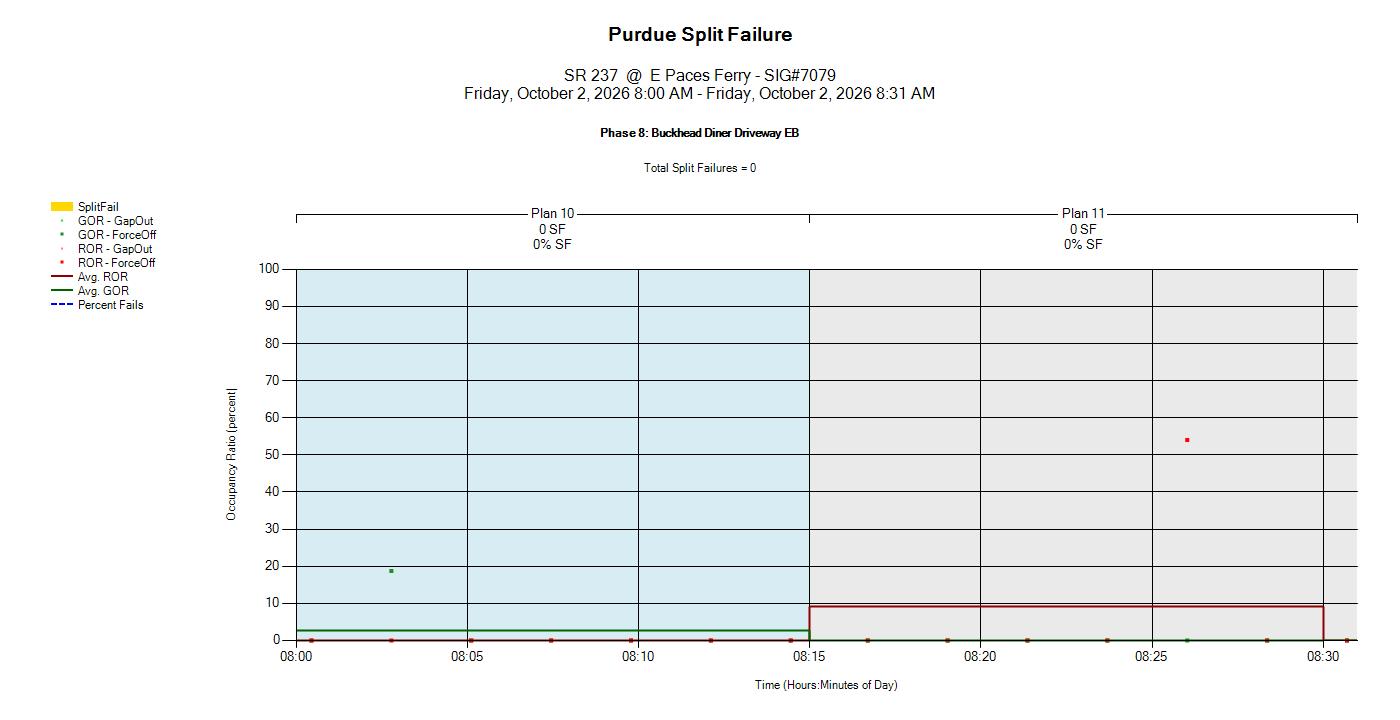 Purdue Split Failure
SR 237 @ E Paces Ferry - SIG#7079
Friday, October 2, 2026 8:00 AM - Friday, October 2, 2026 8:31 AM
Phase 8: Buckhead Diner Driveway EB
Total Split Failures = 0
SplitFail
GOR - GapOut
GOR - ForceOff
ROR - GapOut
ROR - ForceOff
Avg. ROR
Avg. GOR
Percent Fails
Plan 10
0 SF
0% SF
Plan 11
0 SF
0% SF
Occupancy Ratio (percent)
100
90
80
70
60
50
40
30
20
10
0
08:00 08:05 08:10 08:15 08:20 08:25 08:30
Time (Hours:Minutes of Day)